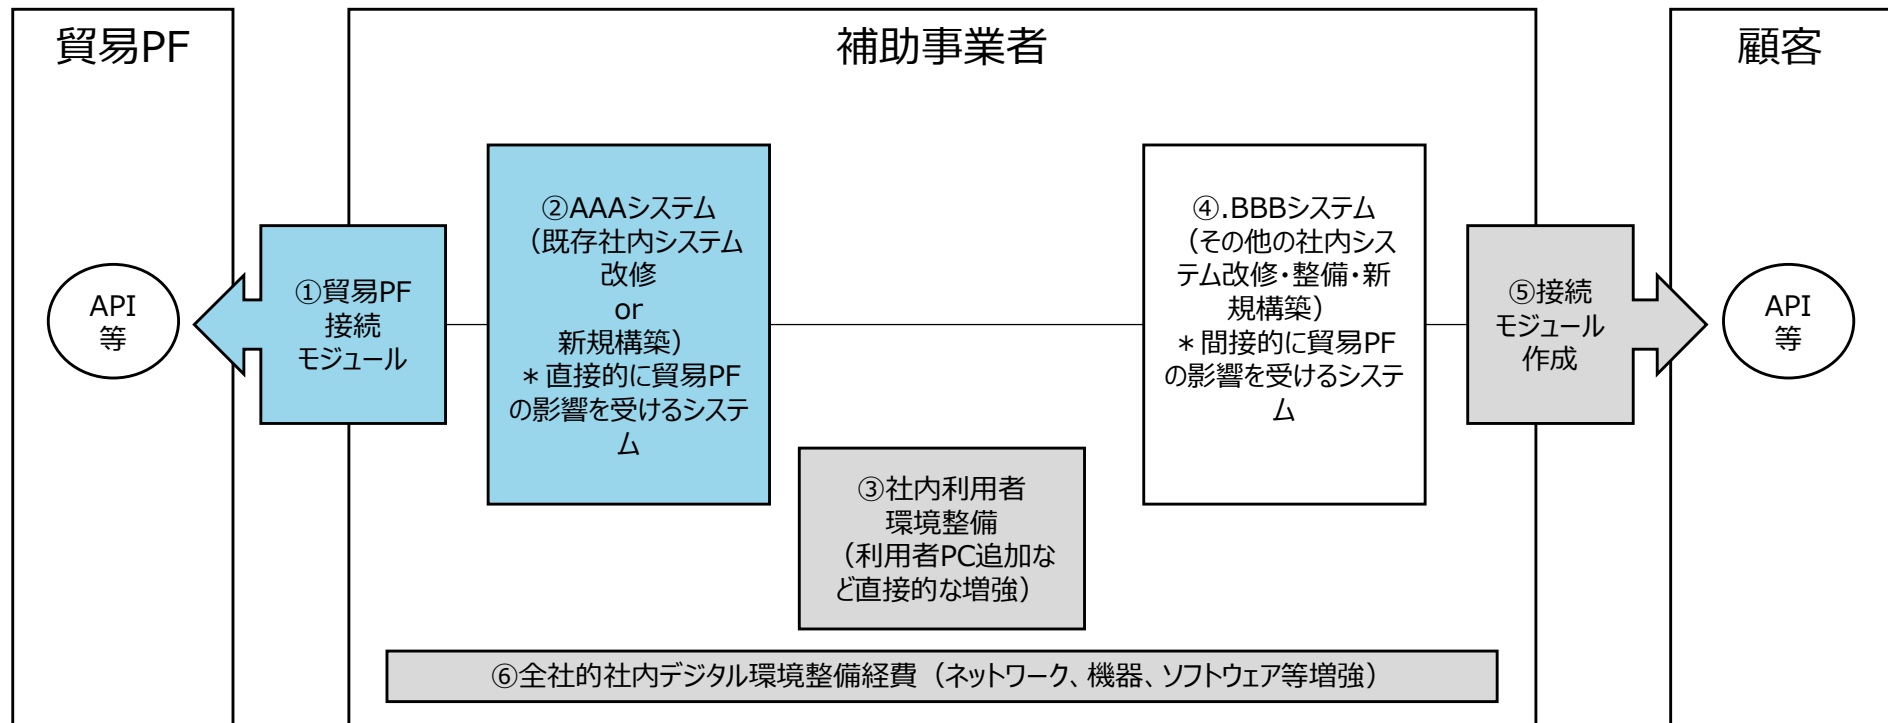 貿易PF
補助事業者
顧客
API
等
①貿易PF
接続
モジュール
②AAAシステム
（既存社内システム
改修
or
新規構築）
＊直接的に貿易PF
の影響を受けるシステ
ム
③社内利用者
環境整備
（利用者PC追加な
ど直接的な増強）
④.BBBシステム
（その他の社内シス
テム改修・整備・新
規構築）
＊間接的に貿易PF
の影響を受けるシステ
ム
⑤接続
モジュール
作成
API
等
⑥全社的社内デジタル環境整備経費（ネットワーク、機器、ソフトウェア等増強）